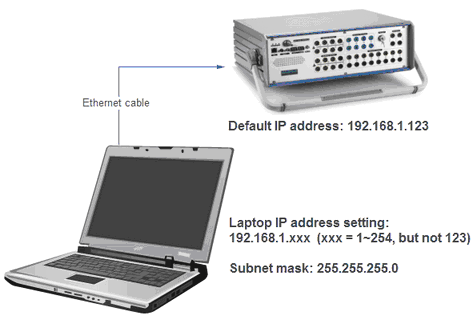 Ethernet cable
Default IP address: 192.168.1.123
Laptop IP address setting:
192.168.1.xxx (xxx = 1~254, but not 123)
Subnet mask: 255.255.255.0